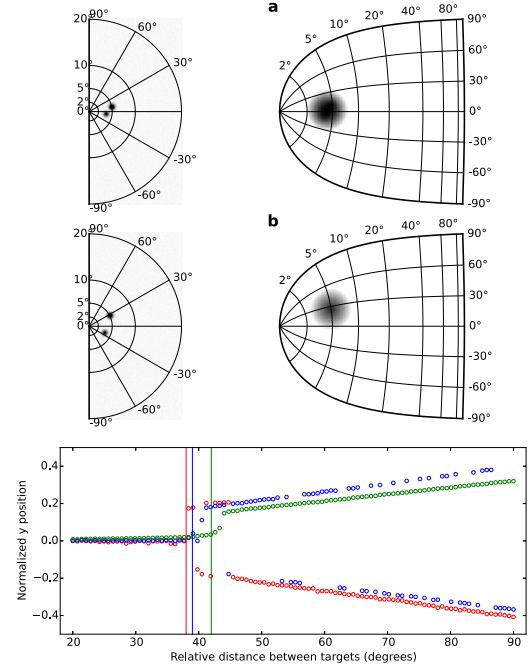 a
20° 90° 60° 10° 30° 5° 2° 0° -30° -60° -90°
2° 5° 10° 20° 40° 80° 90° 60° 30° 0° -30° -60° -90°
b
20° 90° 60° 10° 30° 5° 2° 0° -30° -60° -90°
2° 5° 10° 20° 40° 80° 90° 60° 30° 0° -30° -60° -90°
Normalized y position
0.4
0.2
0.0
−0.2
−0.4
20 30 40 50 60 70 80 90
Relative distance between targets (degrees)